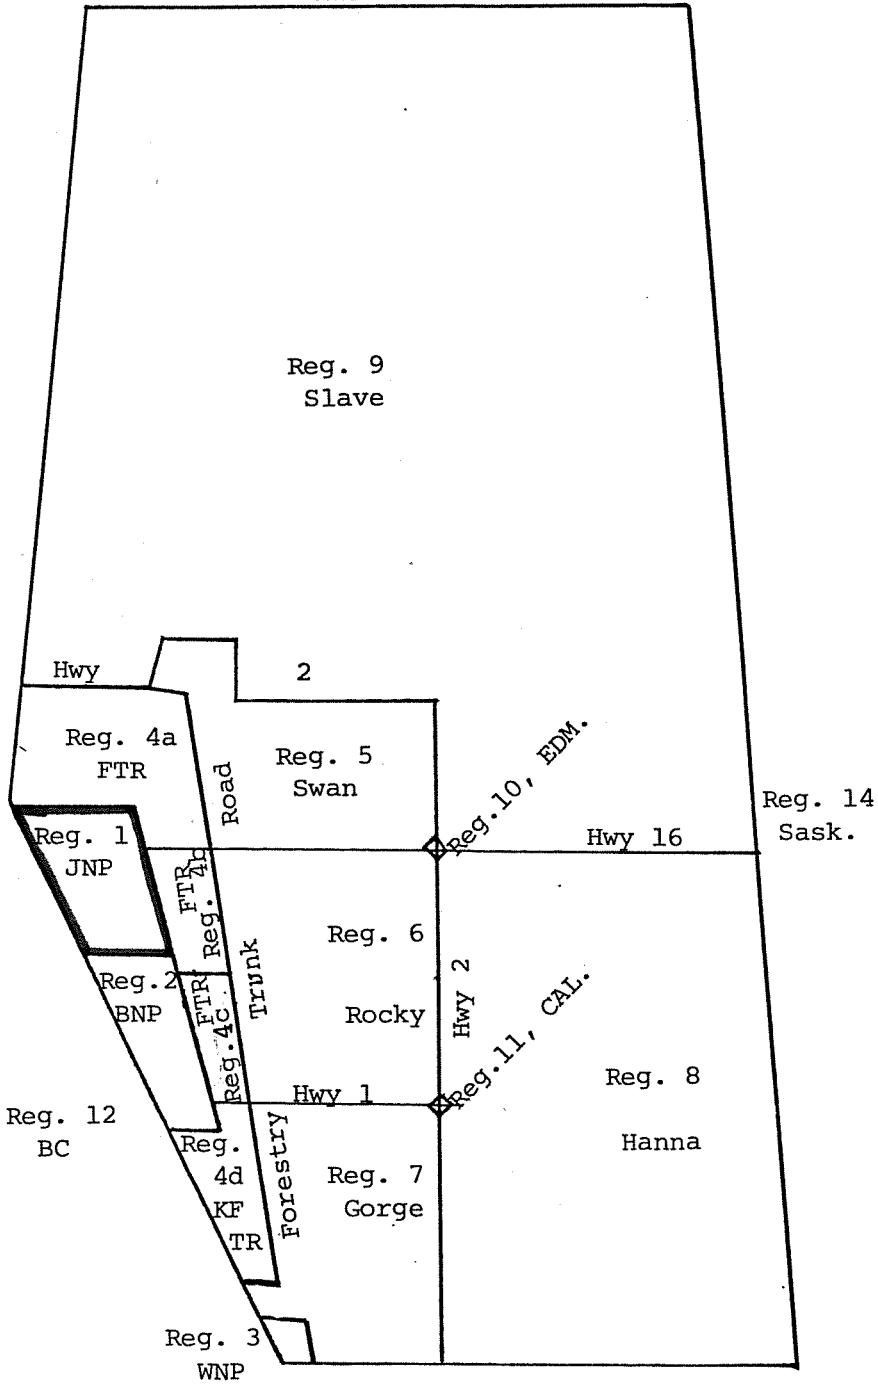 Reg. 9
Slave
Hwy 2
Reg. 4a
FTR
Reg. 5
Swan
Road
Reg.10, EDM.
Reg. 14
Sask.
Reg. 1
JNP
Hwy 16
FTR
Reg. 4b
Reg. 6
Rocky
Trunk
Hwy 2
Reg.2
BNP
FTR
Reg.4c
Reg.11, CAL.
Hwy 1
Reg. 8
Hanna
Reg. 12
BC
Reg.
4d
KF
TR
Forestry
Reg. 7
Gorge
Reg. 3
WNP